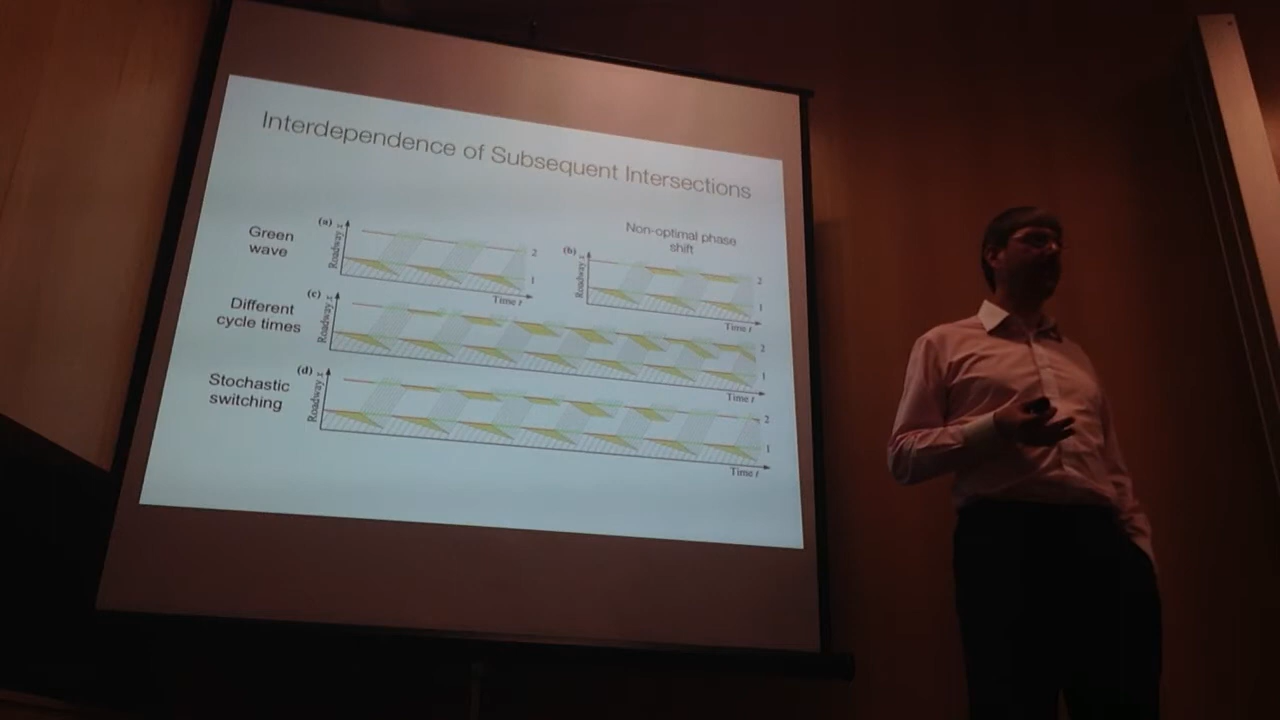 Interdependence of Subsequent Intersections
Green
wave
(a)
Roadway x
2
1
Time t
Non-optimal phase
shift
(b)
Roadway x
2
1
Time t
Different
cycle times
(c)
Roadway x
2
1
Time t
Stochastic
switching
(d)
Roadway x
2
1
Time t